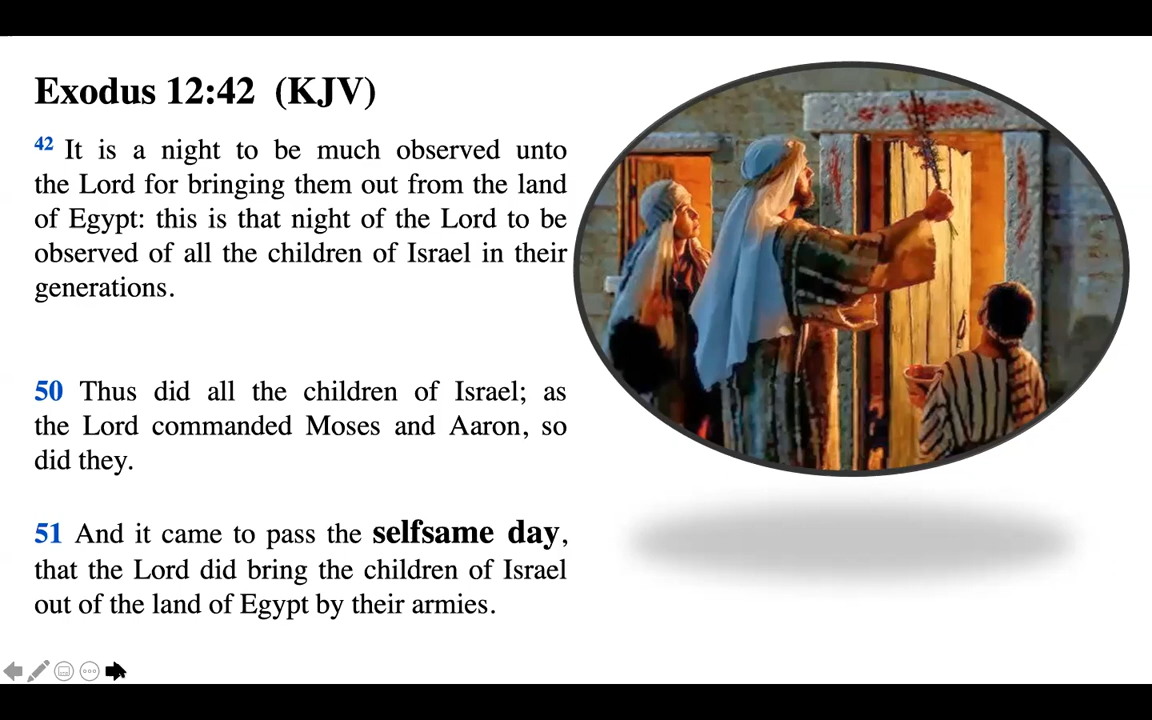 Exodus 12:42 (KJV)
42 It is a night to be much observed unto
the Lord for bringing them out from the land
of Egypt: this is that night of the Lord to be
observed of all the children of Israel in their
generations.
50 Thus did all the children of Israel; as
the Lord commanded Moses and Aaron, so
did they.
51 And it came to pass the selfsame day,
that the Lord did bring the children of Israel
out of the land of Egypt by their armies.